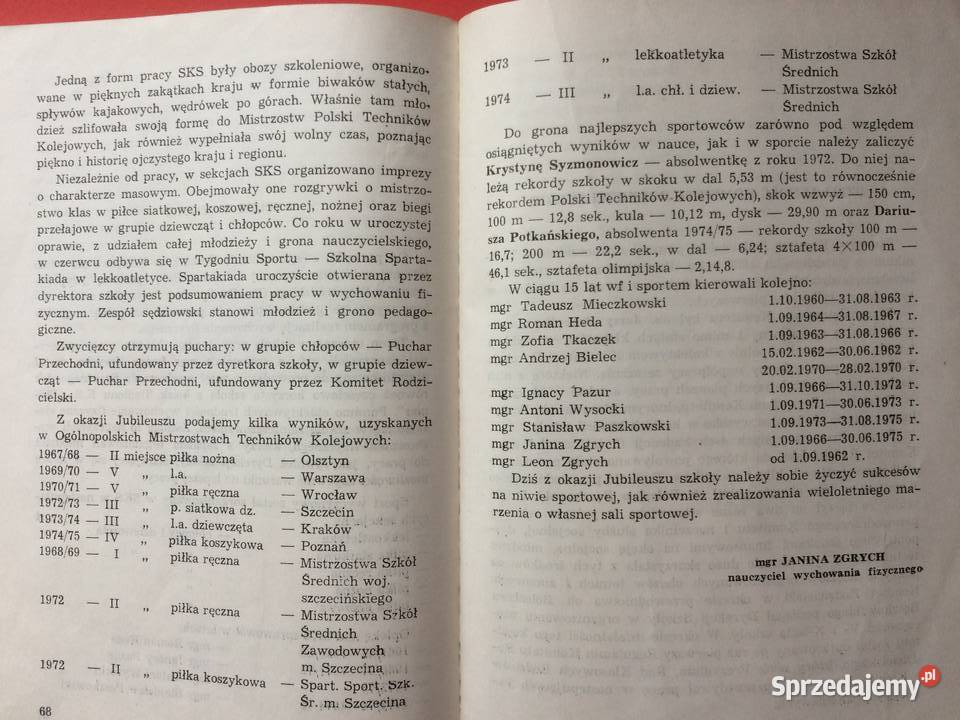 Jedną z form pracy SKS były obozy szkoleniowe, organizo-
wane w pięknych zakątkach kraju w formie biwaków stałych,
spływów kajakowych, wędrówek po górach. Właśnie tam mło-
dzież szlifowała swoją formę do Mistrzostw Polski Techników
Kolejowych, jak również wypełniała swój wolny czas, poznając
piękno i historię ojczystego kraju i regionu.
Niezależnie od pracy, w sekcjach SKS organizowano imprezy
o charakterze masowym. Obejmowały one rozgrywki o mistrzo-
stwo klas w piłce siatkowej, koszowej, ręcznej, nożnej oraz biegi
przełajowe w grupie dziewcząt i chłopców. Co roku w uroczystej
oprawie, z udziałem całej młodzieży i grona nauczycielskiego,
w czerwcu odbywa się w Tygodniu Sportu — Szkolna Sparta-
kiada w lekkoatletyce. Spartakiada uroczyście otwierana przez
dyrektora szkoły jest podsumowaniem pracy w wychowaniu fi-
zycznym. Zespół sędziowski stanowi młodzież i grono pedago-
giczne.
Zwycięzcy otrzymują puchary: w grupie chłopców — Puchar
Przechodni, ufundowany przez dyretkora szkoły, w grupie dziew-
cząt — Puchar Przechodni, ufundowany przez Komitet Rodzi-
cielski.
Z okazji Jubileuszu podajemy kilka wyników, uzyskanych
w Ogólnopolskich Mistrzostwach Techników Kolejowych:
1967/68 — II miejsce piłka nożna — Olsztyn
1969/70 — V „ l.a. — Warszawa
1970/71 — V „ piłka ręczna — Wrocław
1972/73 — III „ p. siatkowa dz. — Szczecin
1973/74 — III „ l.a. dziewczęta — Kraków
1974/75 — IV „ piłka koszykowa — Poznań
1968/69 — I „ piłka ręczna — Mistrzostwa Szkół
Średnich woj.
szczecińskiego
1972 — II „ piłka ręczna — Mistrzostwa Szkół
Średnich
Zawodowych
m. Szczecina
1972 — II „ piłka koszykowa — Spart. Sport. Szk.
Śr. m. Szczecina
68
1973 — II „ lekkoatletyka — Mistrzostwa Szkół
Średnich
1974 — III „ l.a. chł. i dziew. — Mistrzostwa Szkół
Średnich
Do grona najlepszych sportowców zarówno pod względem
osiągniętych wyników w nauce, jak i w sporcie należy zaliczyć
Krystynę Syzmonowicz — absolwentkę z roku 1972. Do niej na-
leżą rekordy szkoły w skoku w dal 5,53 m (jest to równocześnie
rekordem Polski Techników Kolejowych), skok wzwyż — 150 cm,
100 m — 12,8 sek., kula — 10,12 m, dysk — 29,90 m oraz Dariu-
sza Potkańskiego, absolwenta 1974/75 — rekordy szkoły 100 m —
16,7; 200 m — 22,2 sek., w dal — 6,24; sztafeta 4×100 m —
46,1 sek., sztafeta olimpijska — 2,14,8.
W ciągu 15 lat wf i sportem kierowali kolejno:
mgr Tadeusz Mieczkowski 1.10.1960—31.08.1963 r.
mgr Roman Heda 1.09.1964—31.08.1967 r.
mgr Zofia Tkaczęk 1.09.1963—31.08.1966 r.
mgr Andrzej Bielec 15.02.1962—30.06.1962 r.
20.02.1970—28.02.1970 r.
mgr Ignacy Pazur 1.09.1966—31.10.1972 r.
mgr Antoni Wysocki 1.09.1971—30.06.1973 r.
mgr Stanisław Paszkowski 1.09.1973—31.08.1975 r.
mgr Janina Zgrych 1.09.1966—30.06.1975 r.
mgr Leon Zgrych od 1.09.1962 r.
Dziś z okazji Jubileuszu szkoły należy sobie życzyć sukcesów
na niwie sportowej, jak również zrealizowania wieloletniego ma-
rzenia o własnej sali sportowej.
mgr JANINA ZGRYCH
nauczyciel wychowania fizycznego
Sprzedajemy.pl